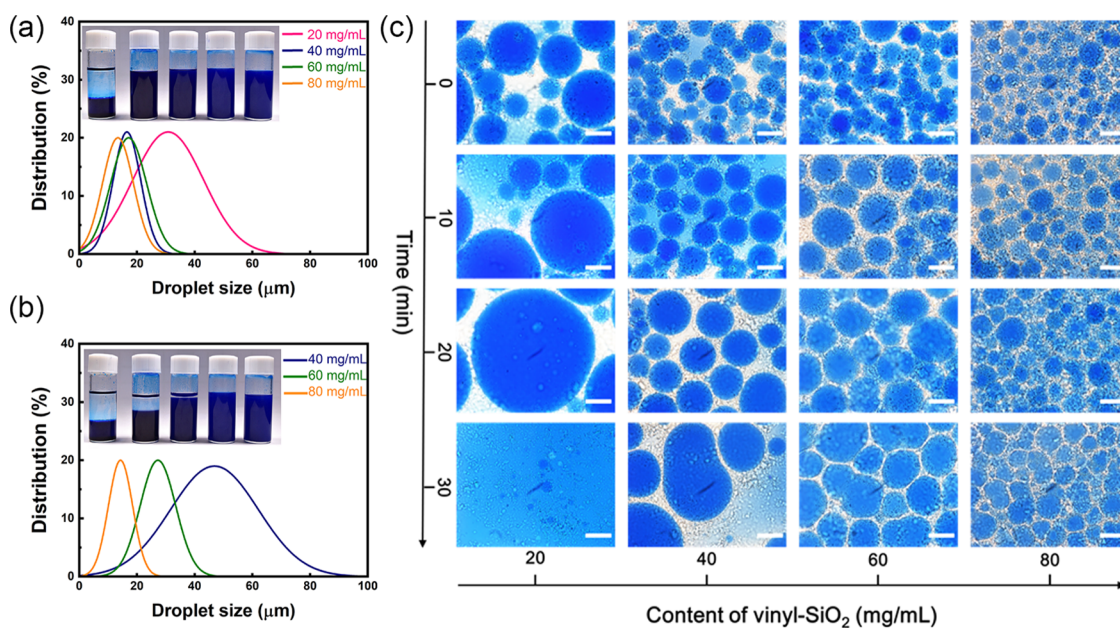 (a)
40
30
20
10
0
Distribution (%)
20 mg/mL
40 mg/mL
60 mg/mL
80 mg/mL
0
20
40
60
80
100
Droplet size (μm)
(b)
40
30
20
10
0
Distribution (%)
40 mg/mL
60 mg/mL
80 mg/mL
0
20
40
60
80
100
Droplet size (μm)
(c)
0
10
20
30
Time (min)
20
40
60
80
Content of vinyl-SiO₂ (mg/mL)